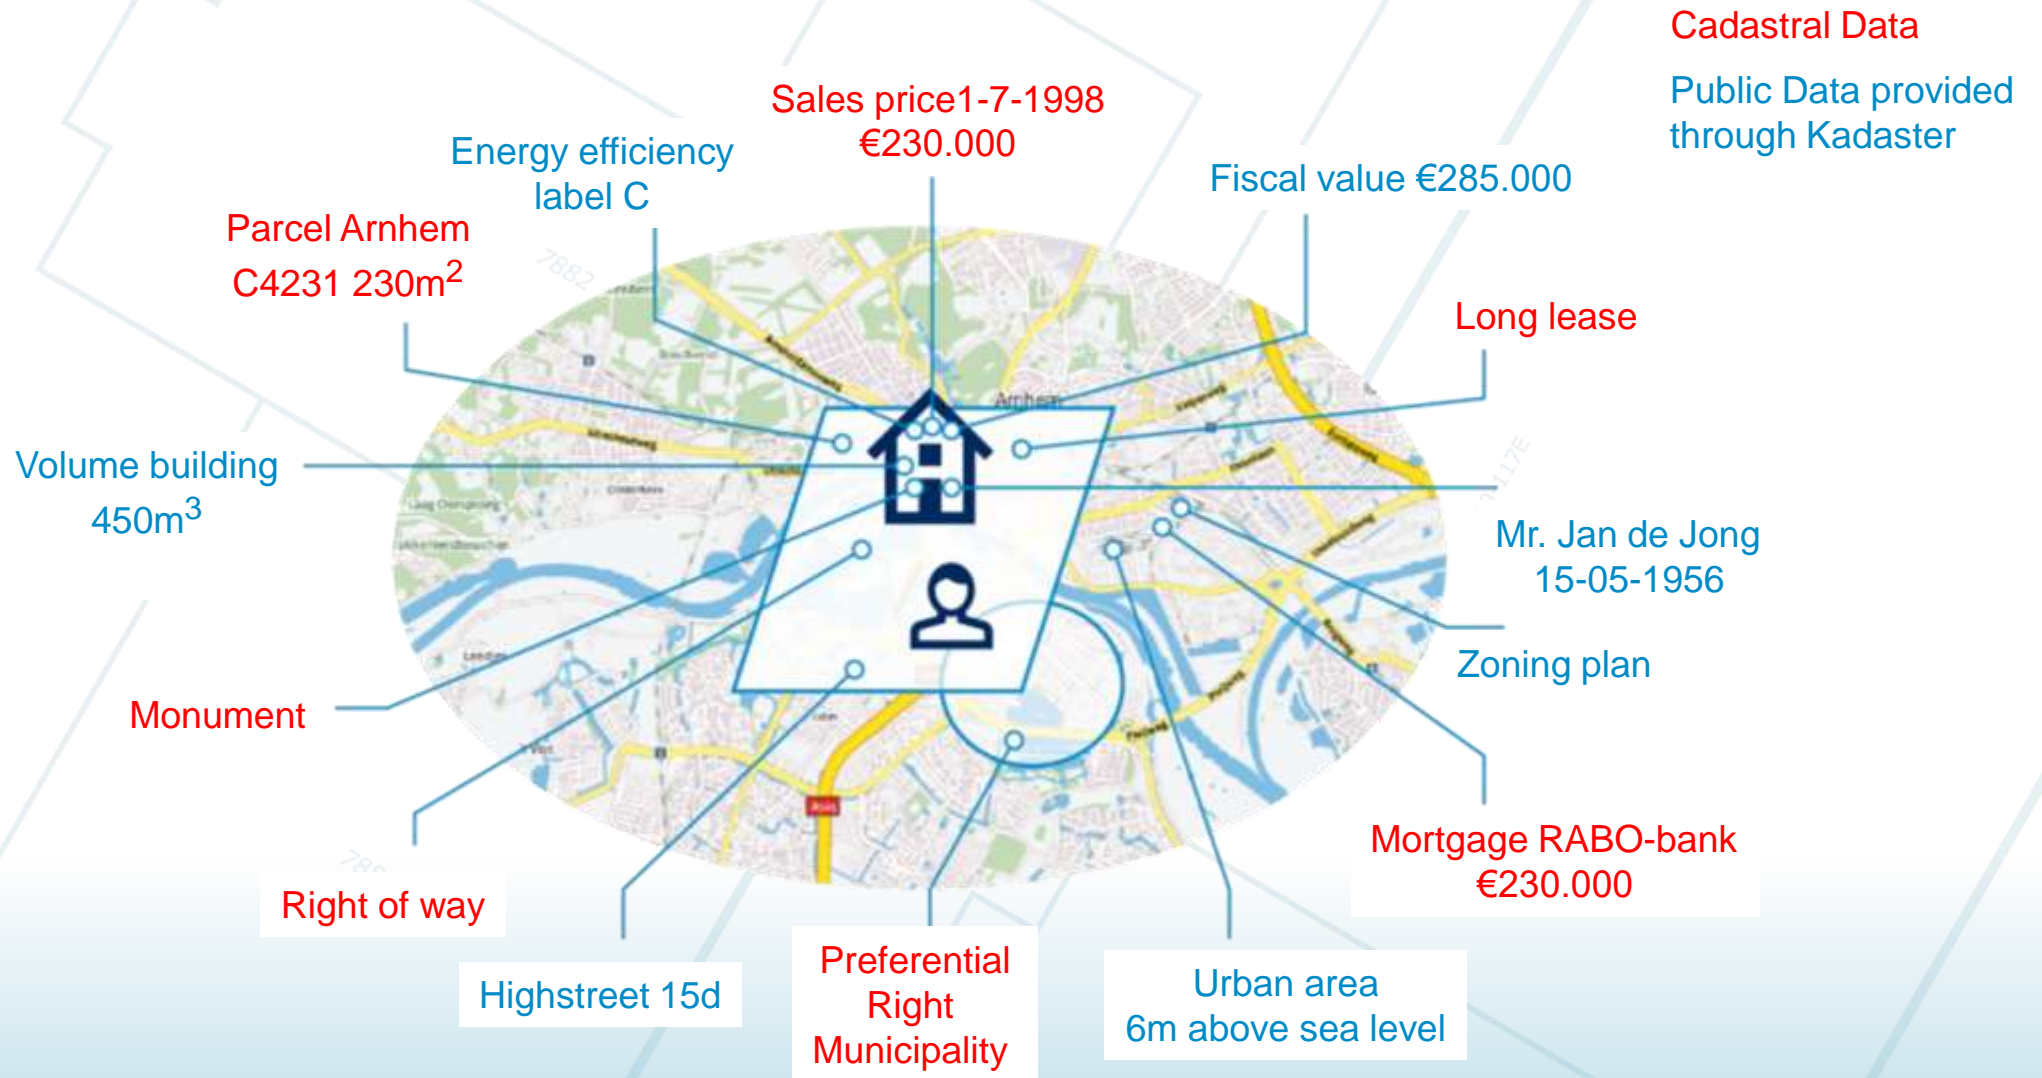 Cadastral Data
Public Data provided
through Kadaster
Sales price1-7-1998
€230.000
Energy efficiency
label C
Fiscal value €285.000
Parcel Arnhem
C4231 230m²
Long lease
Volume building
450m³
Mr. Jan de Jong
15-05-1956
Zoning plan
Monument
Mortgage RABO-bank
€230.000
Right of way
Highstreet 15d
Preferential
Right
Municipality
Urban area
6m above sea level
Arnhem
7882